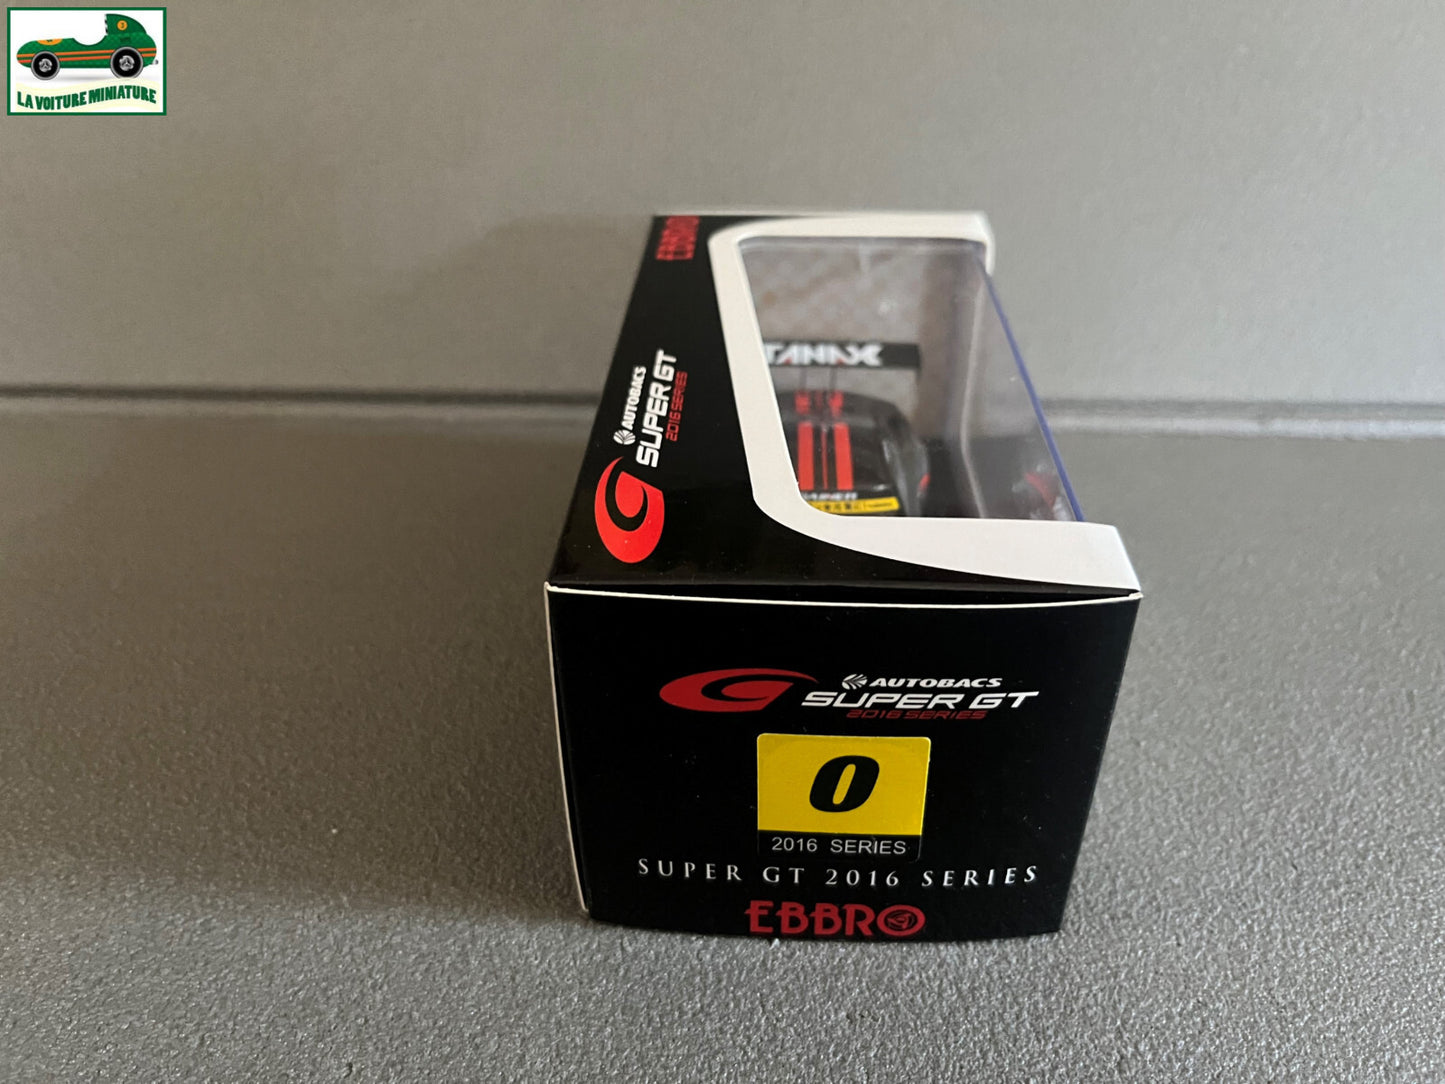 3
LA VOITURE MINIATURE
EBBRO
AUTOBACS
SUPER GT
2016 SERIES
TANAX
AUTOBACS
SUPER GT
2016 SERIES
0
2016 SERIES
SUPER GT 2016 SERIES
EBBRO